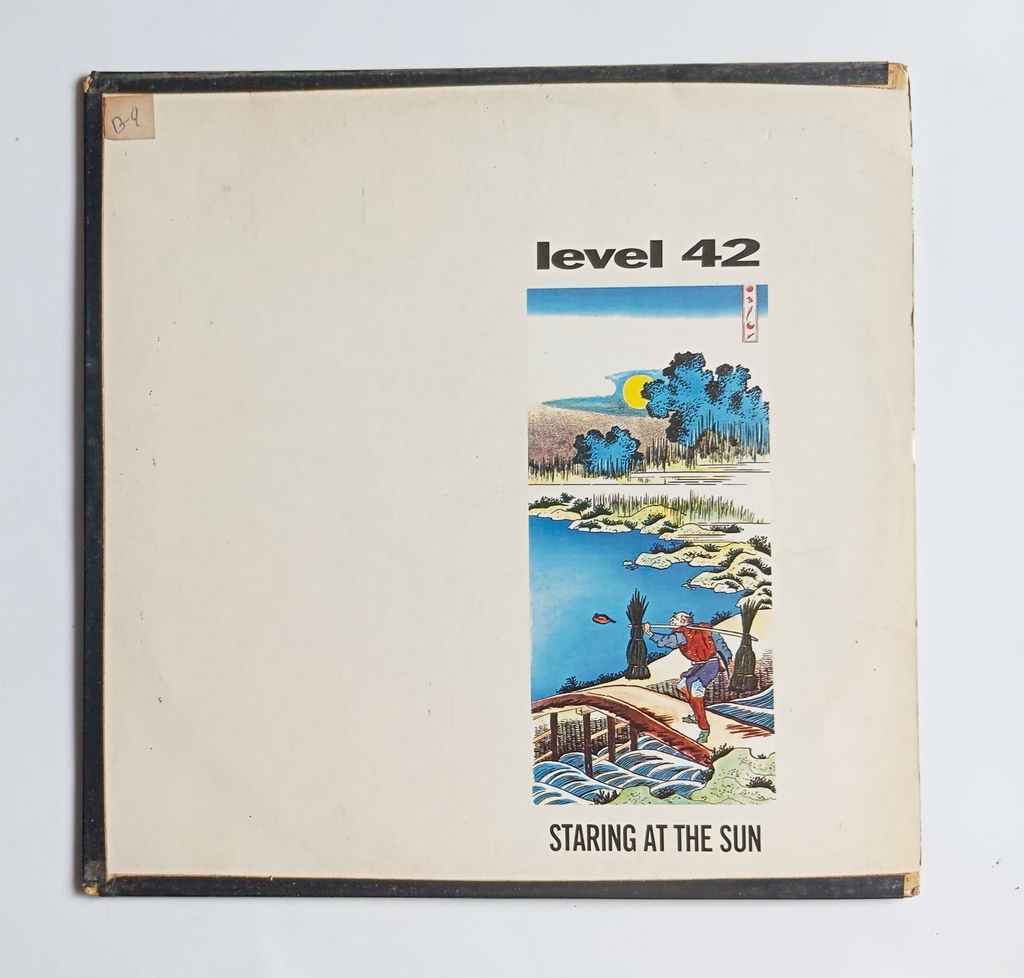 B-9
level 42
STARING AT THE SUN